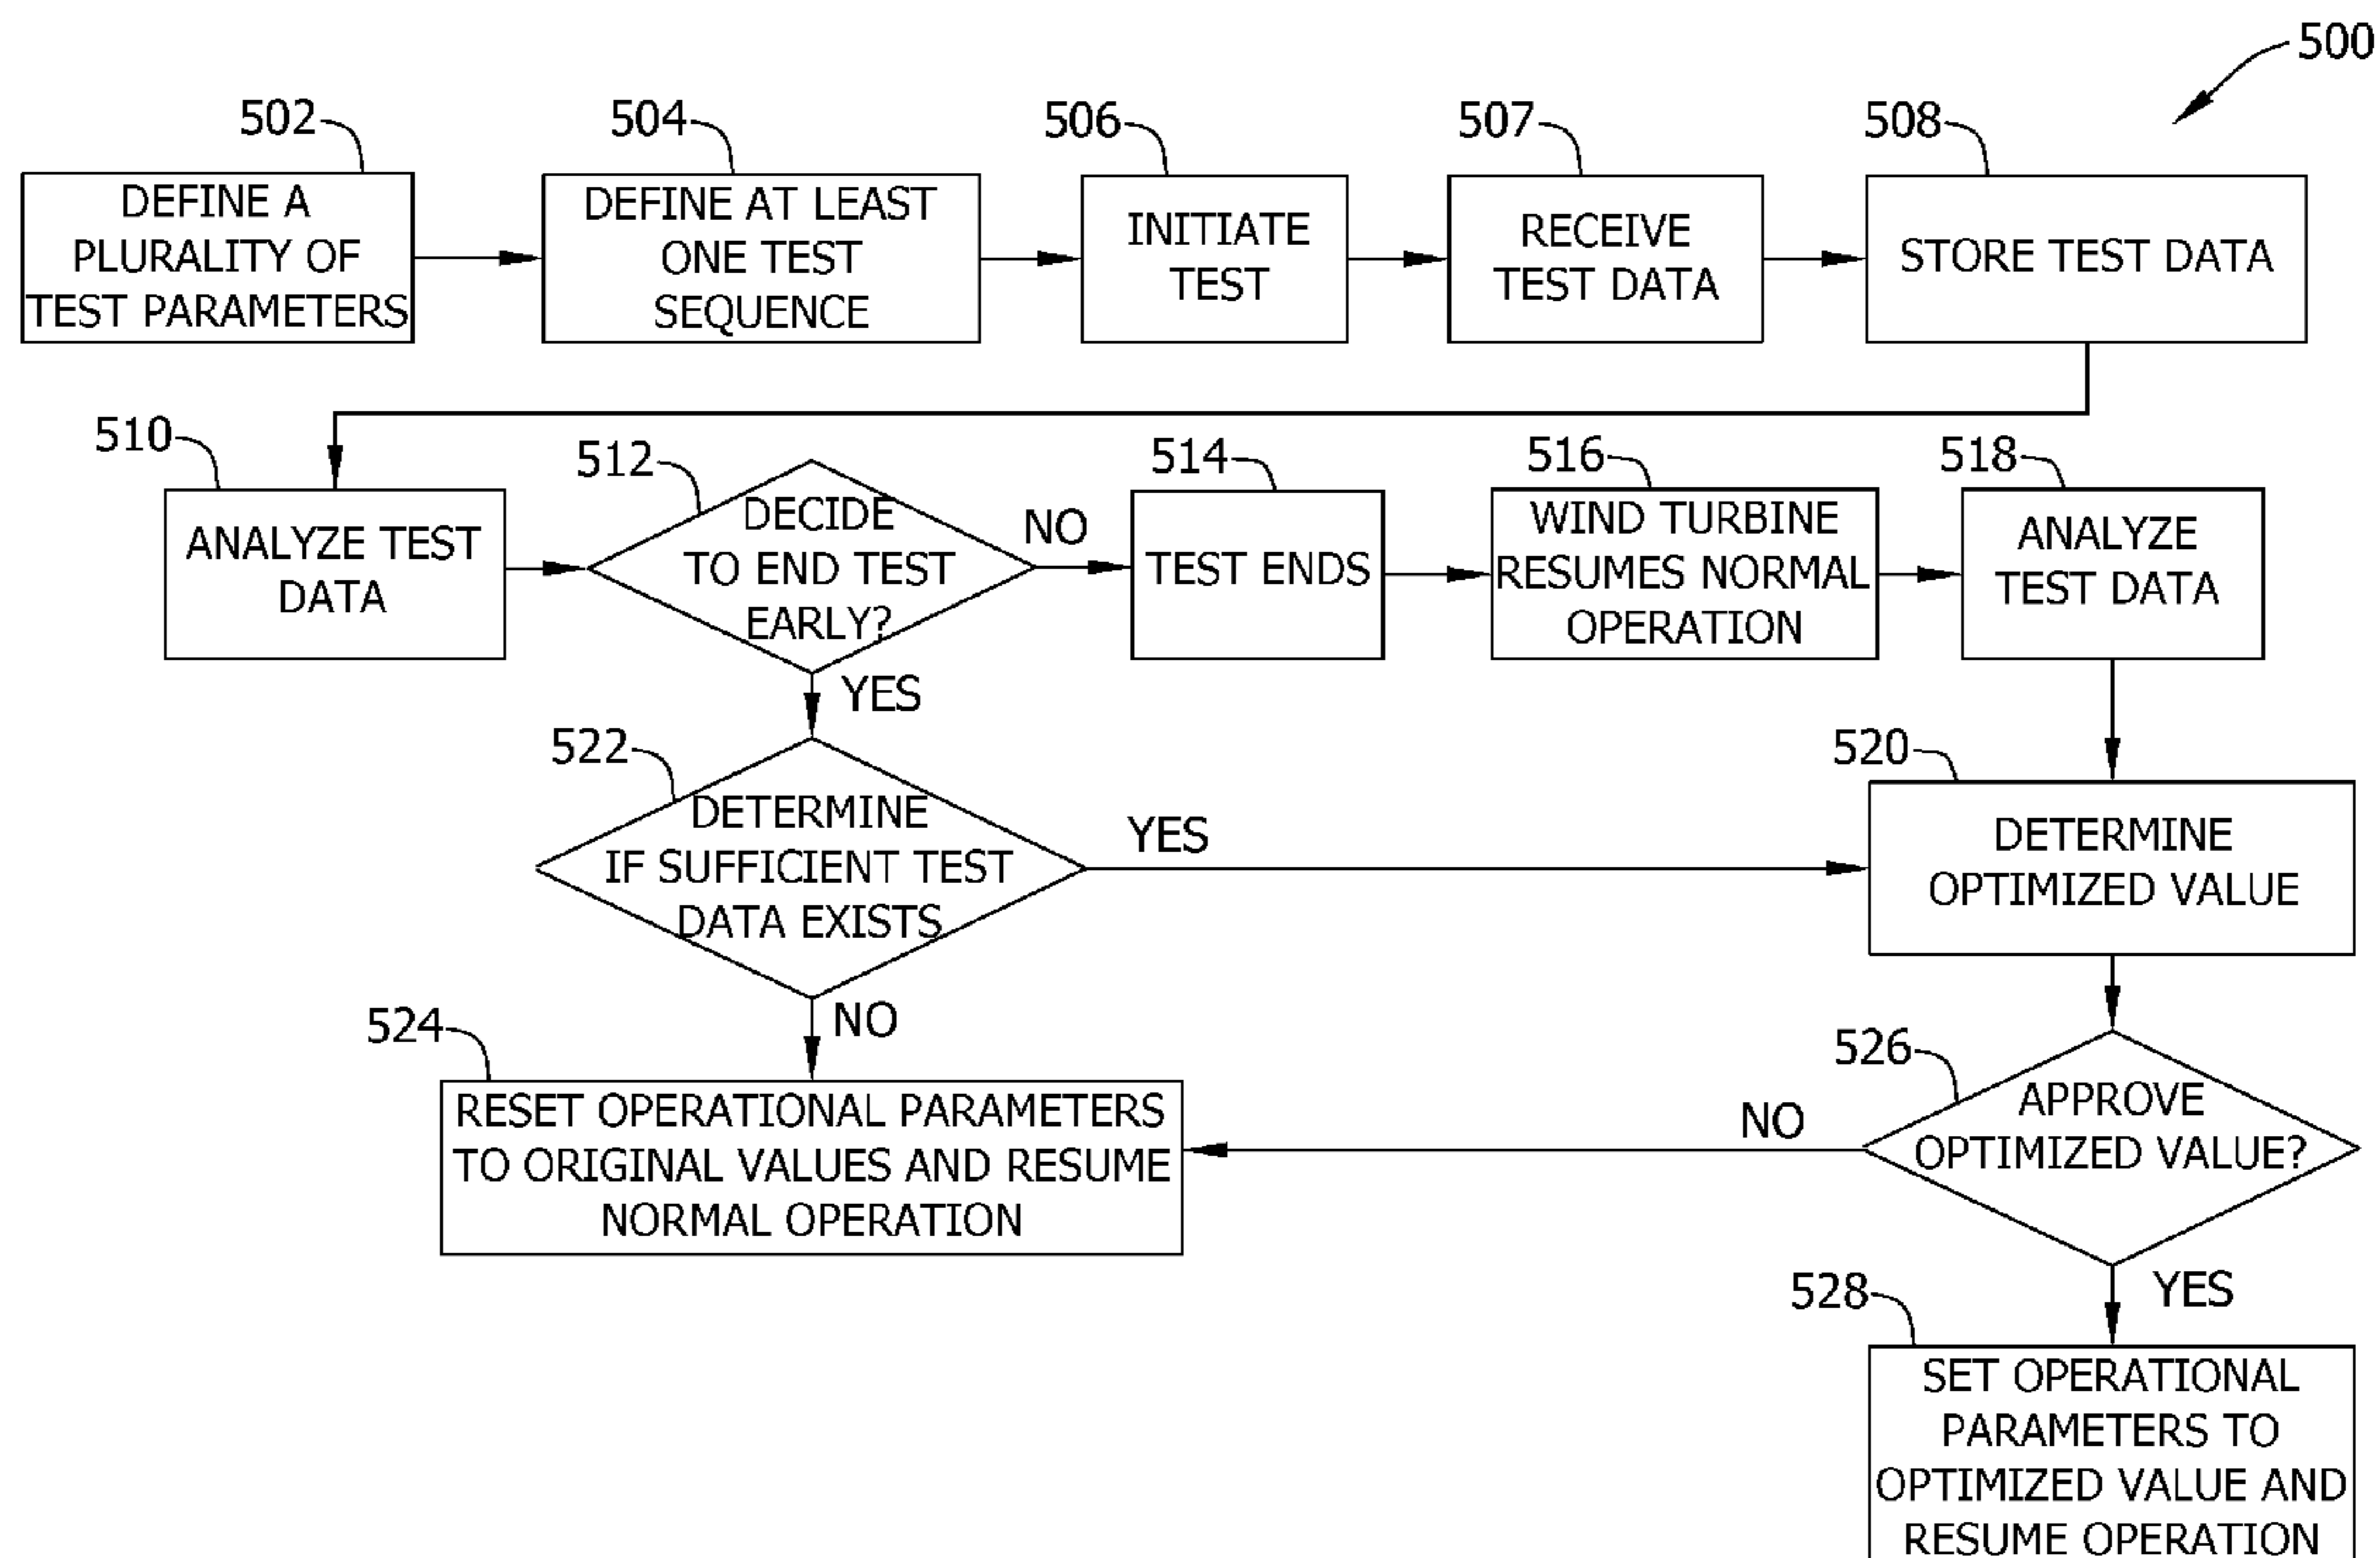 500
502
DEFINE A
PLURALITY OF
TEST PARAMETERS
504
DEFINE AT LEAST
ONE TEST
SEQUENCE
506
INITIATE
TEST
507
RECEIVE
TEST DATA
508
STORE TEST DATA
510
ANALYZE TEST
DATA
512
DECIDE
TO END TEST
EARLY?
NO
YES
514
TEST ENDS
516
WIND TURBINE
RESUMES NORMAL
OPERATION
518
ANALYZE
TEST DATA
522
DETERMINE
IF SUFFICIENT TEST
DATA EXISTS
YES
NO
520
DETERMINE
OPTIMIZED VALUE
524
RESET OPERATIONAL PARAMETERS
TO ORIGINAL VALUES AND RESUME
NORMAL OPERATION
526
APPROVE
OPTIMIZED VALUE?
NO
YES
528
SET OPERATIONAL
PARAMETERS TO
OPTIMIZED VALUE AND
RESUME OPERATION